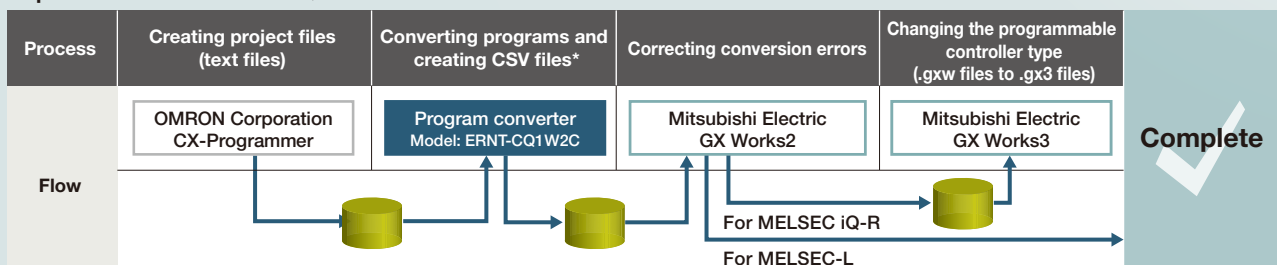 Process
Creating project files
(text files)
Converting programs and
creating CSV files*
Correcting conversion errors
Changing the programmable
controller type
(.gxw files to .gx3 files)
Flow
OMRON Corporation
CX-Programmer
Program converter
Model: ERNT-CQ1W2C
Mitsubishi Electric
GX Works2
Mitsubishi Electric
GX Works3
Complete
For MELSEC iQ-R
For MELSEC-L